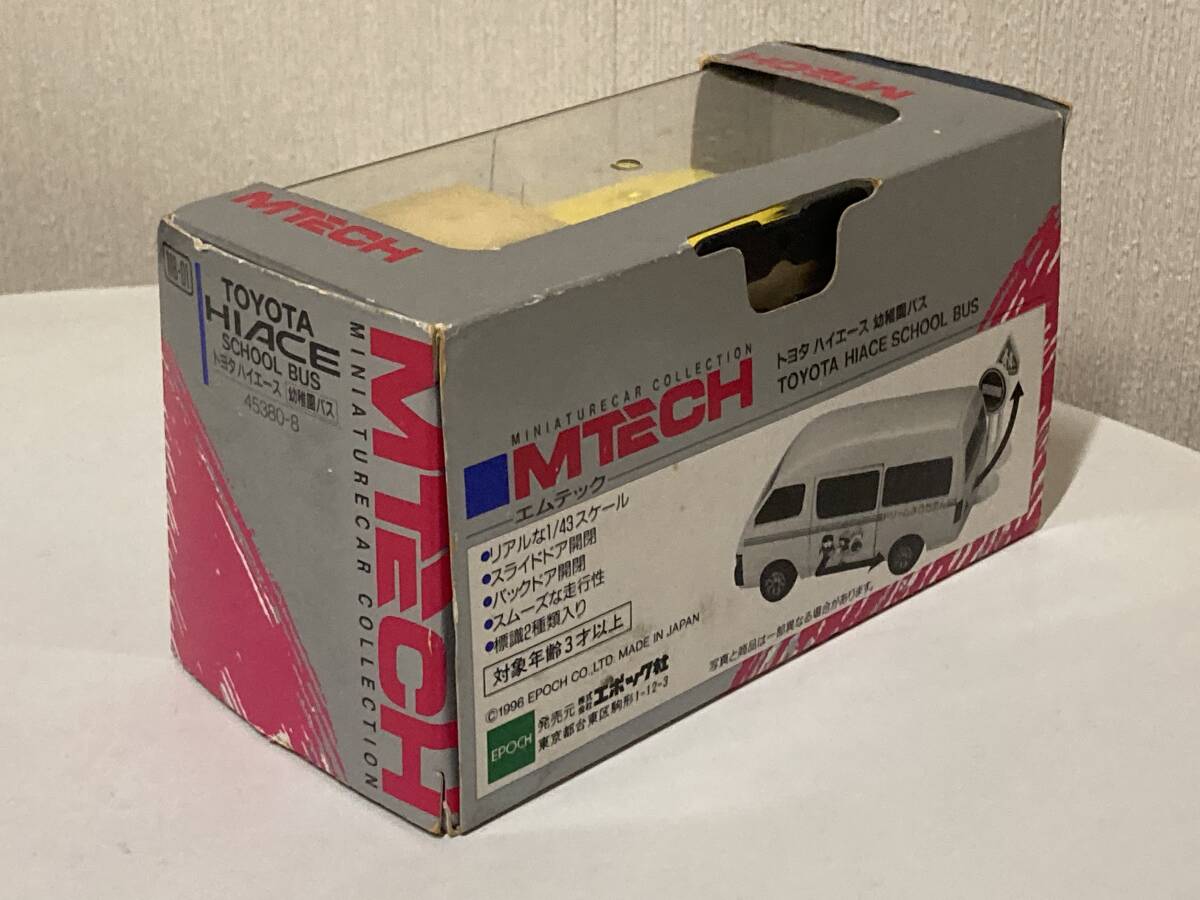 MTECH
MTECH
MB-01
TOYOTA
HIACE
SCHOOL BUS
トヨタ ハイエース 幼稚園バス
45380-8
MTECH
MINIATURECAR COLLECTION
MINIATURECAR COLLECTION
MTECH
エムテック
トヨタ ハイエース 幼稚園バス
TOYOTA HIACE SCHOOL BUS
•リアルな1/43スケール
•スライドドア開閉
•バックドア開閉
•スムーズな走行性
•標識2種類入り
対象年齢3才以上
©1996 EPOCH CO.,LTD. MADE IN JAPAN
EPOCH
発売元 株式会社 エポック社
東京都台東区駒形1-12-3
写真と商品は一部異なる場合があります。